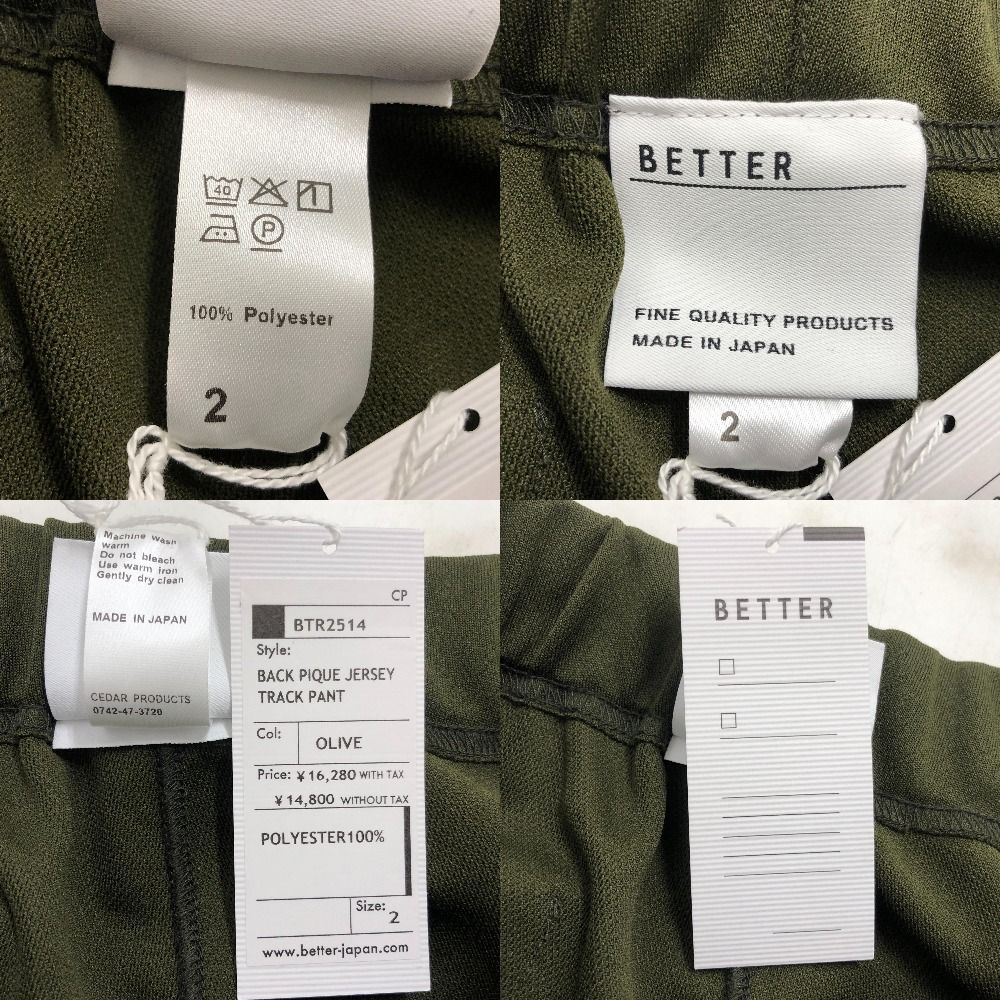 40
P
100% Polyester
2
BETTER
FINE QUALITY PRODUCTS
MADE IN JAPAN
2
Machine wash
warm
Do not bleach
Use warm iron
Gently dry clean
MADE IN JAPAN
CEDAR PRODUCTS
0742-47-3720
CP
BTR2514
Style:
BACK PIQUE JERSEY
TRACK PANT
Col:
OLIVE
Price: ¥16,280 WITH TAX
¥14,800 WITHOUT TAX
POLYESTER100%
Size:
2
www.better-japan.com
BETTER